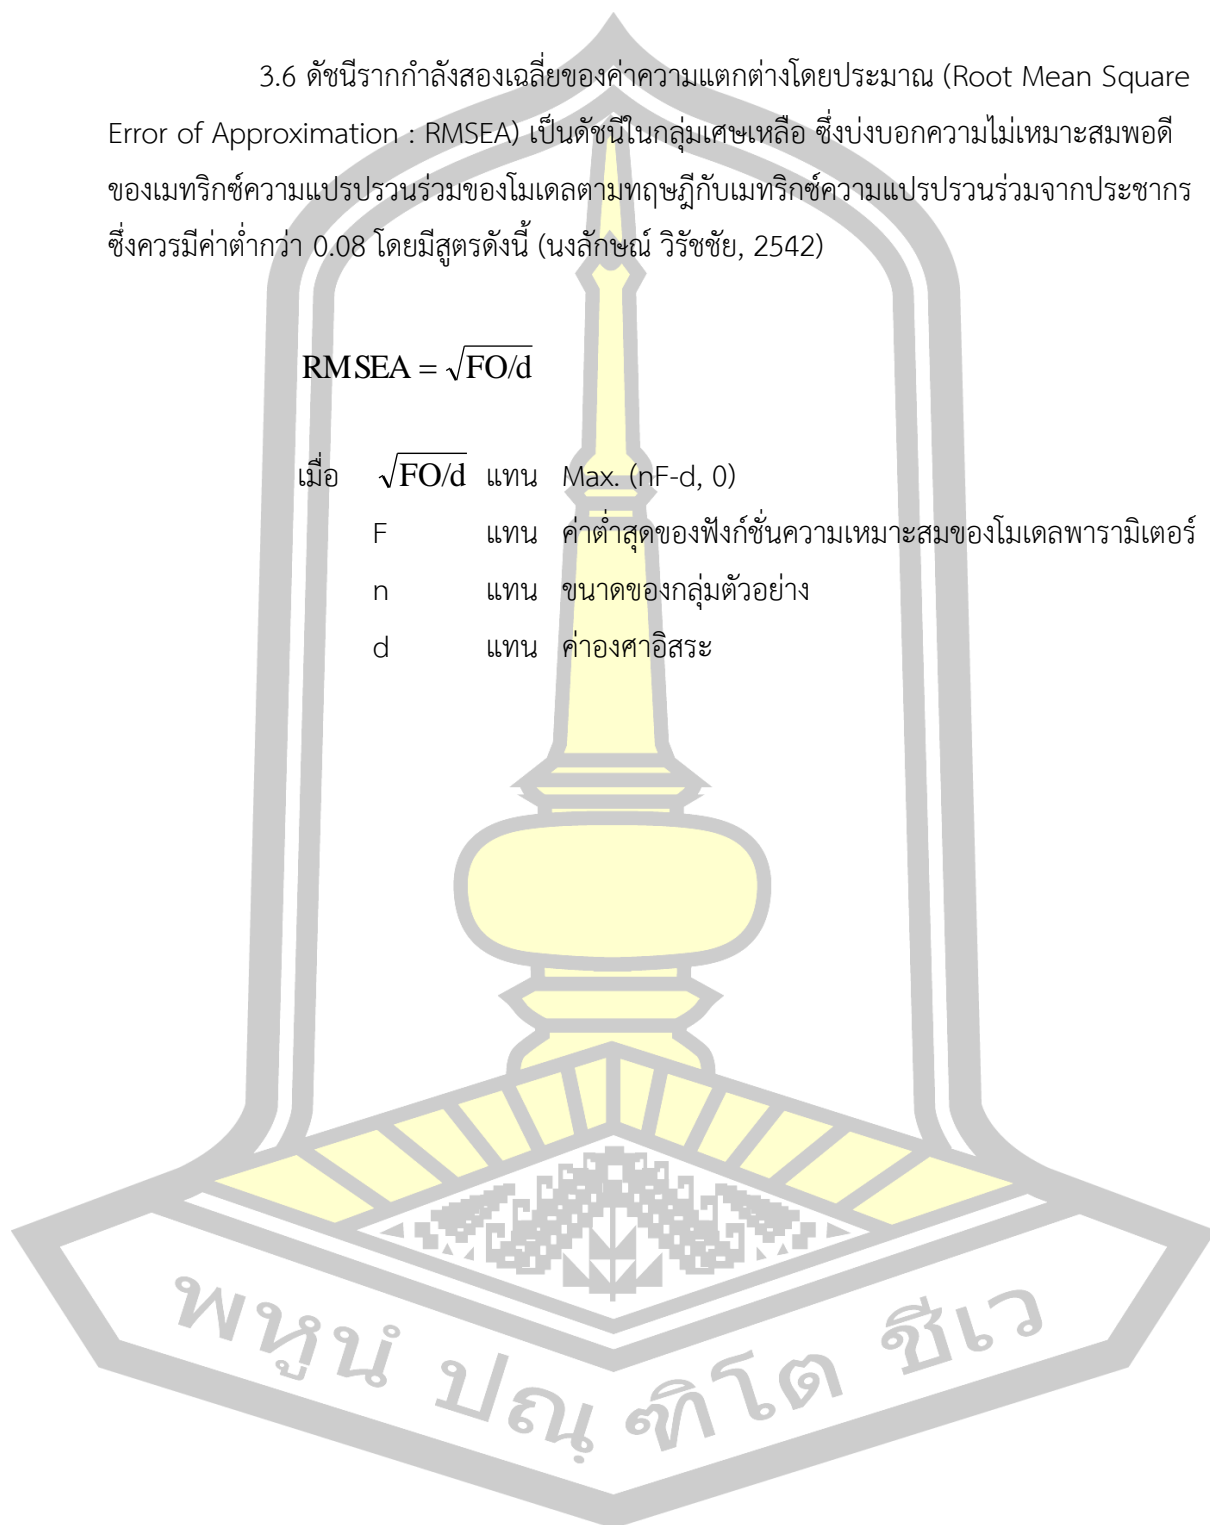 3.6 ดัชนีรากกำลังสองเฉลี่ยของค่าความแตกต่างโดยประมาณ (Root Mean Square
Error of Approximation : RMSEA) เป็นดัชนีในกลุ่มเศษเหลือ ซึ่งบ่งบอกความไม่เหมาะสมพอดี
ของเมทริกซ์ความแปรปรวนร่วมของโมเดลตามทฤษฎีกับเมทริกซ์ความแปรปรวนร่วมจากประชากร
ซึ่งควรมีค่าต่ำกว่า 0.08 โดยมีสูตรดังนี้ (นงลักษณ์ วิรัชชัย, 2542)
RMSEA = √FO/d
เมื่อ √FO/d แทน Max. (nF-d, 0)
F แทน ค่าต่ำสุดของฟังก์ชั่นความเหมาะสมของโมเดลพารามิเตอร์
n แทน ขนาดของกลุ่มตัวอย่าง
d แทน ค่าองศาอิสระ
พหูนํ ปณฺฑิโต ชีเว